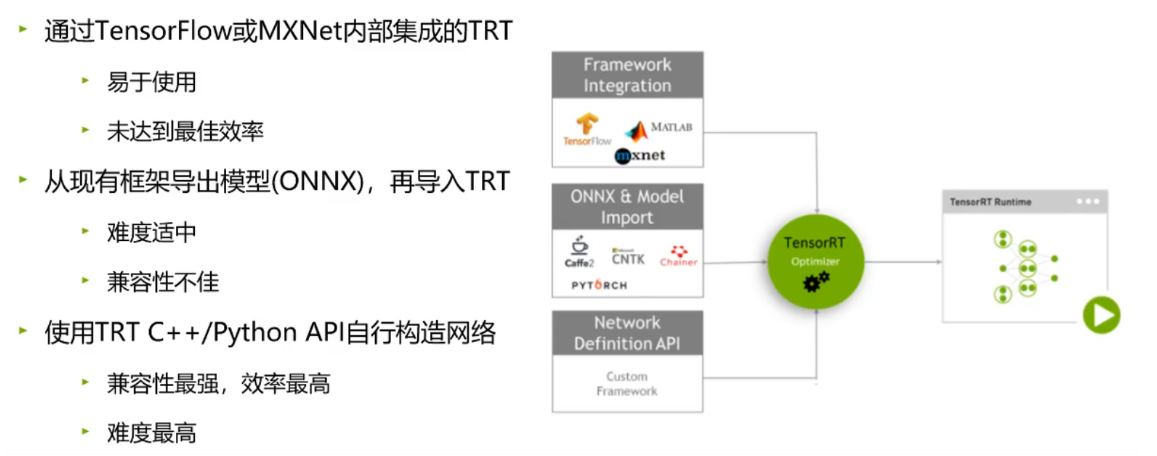 通过TensorFlow或MXNet内部集成的TRT
易于使用
未达到最佳效率
从现有框架导出模型(ONNX)，再导入TRT
难度适中
兼容性不佳
使用TRT C++/Python API自行构造网络
兼容性最强，效率最高
难度最高
Framework
Integration
TensorFlow
MATLAB
mxnet
ONNX & Model
Import
Caffe2
Microsoft
CNTK
Chainer
PYTORCH
Network
Definition API
Custom
Framework
TensorRT
Optimizer
TensorRT Runtime